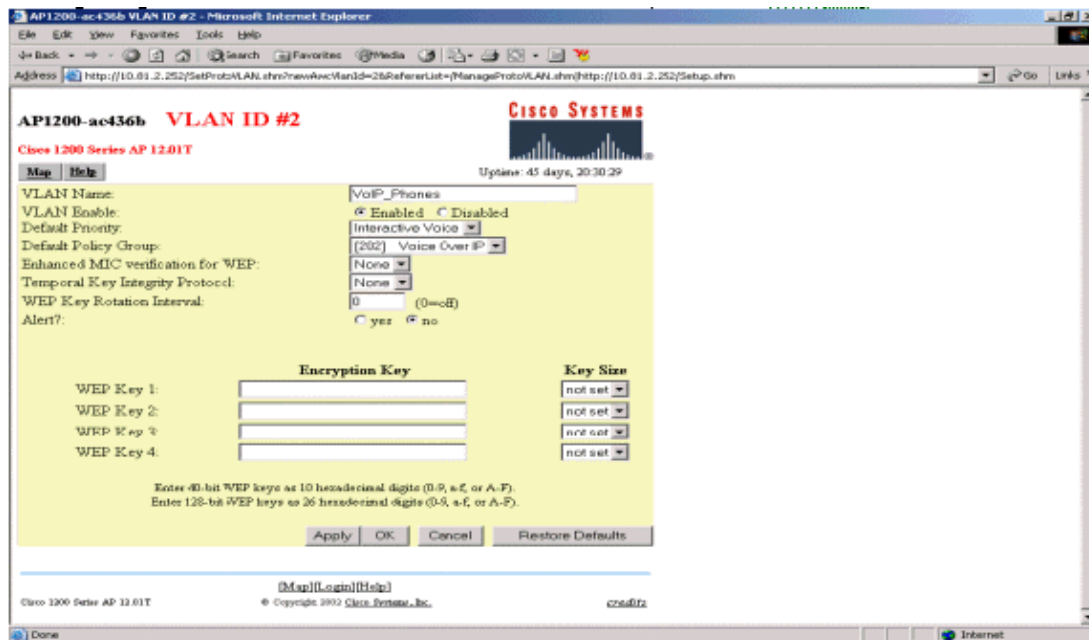 AP1200-ac436b VLAN ID #2 - Microsoft Internet Explorer
File Edit View Favorites Tools Help
Back Search Favorites Media
Address http://10.81.2.252/SetProtoVLAN.shm?newAwcVlanId=2&RefererList=/ManageProtoVLAN.shm|http://10.81.2.252/Setup.shm Go Links
AP1200-ac436b VLAN ID #2
CISCO SYSTEMS
Cisco 1200 Series AP 12.01T
Map Help Uptime: 45 days, 20:30:29
VLAN Name: VoIP_Phones
VLAN Enable: Enabled Disabled
Default Priority: Interactive Voice
Default Policy Group: [202] Voice Over IP
Enhanced MIC verification for WEP: None
Temporal Key Integrity Protocol: None
WEP Key Rotation Interval: 0 (0=off)
Alert?: yes no
Encryption Key Key Size
WEP Key 1: not set
WEP Key 2: not set
WEP Key 3: not set
WEP Key 4: not set
Enter 40-bit WEP keys as 10 hexadecimal digits (0-9, a-f, or A-F).
Enter 128-bit WEP keys as 26 hexadecimal digits (0-9, a-f, or A-F).
Apply OK Cancel Restore Defaults
[Map][Login][Help]
Cisco 1200 Series AP 12.01T © Copyright 2002 Cisco Systems, Inc. credits
Done Internet